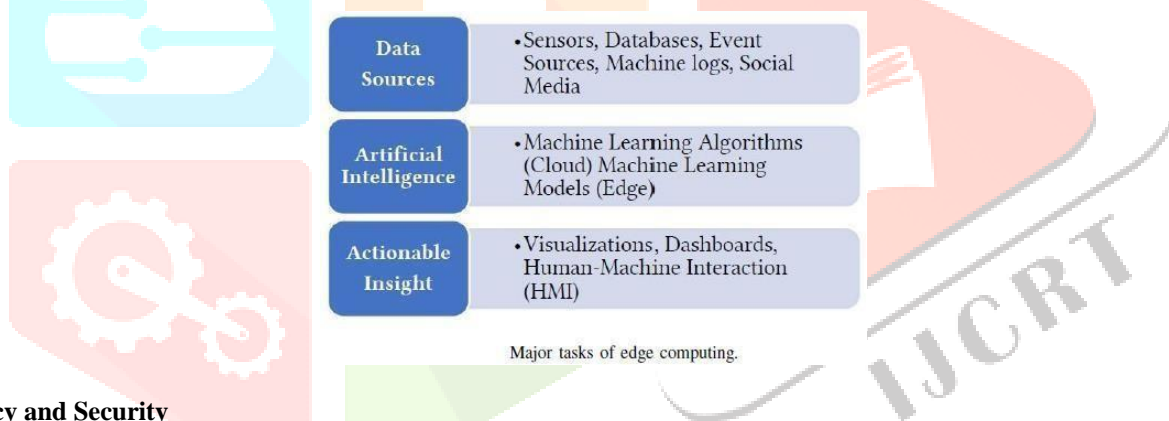 Data
Sources
•Sensors, Databases, Event
Sources, Machine logs, Social
Media
Artificial
Intelligence
•Machine Learning Algorithms
(Cloud) Machine Learning
Models (Edge)
Actionable
Insight
•Visualizations, Dashboards,
Human-Machine Interaction
(HMI)
Major tasks of edge computing.
cy and Security
IJCRT